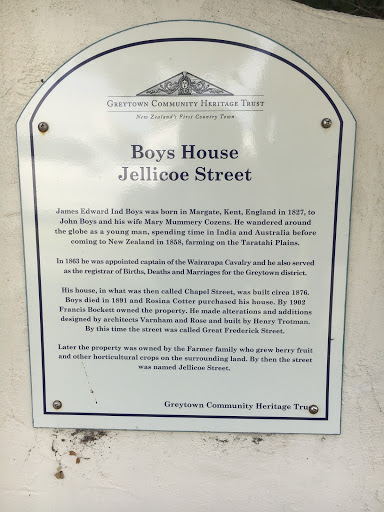 GREYTOWN COMMUNITY HERITAGE TRUST
New Zealand's First Country Town
Boys House
Jellicoe Street
James Edward Ind Boys was born in Margate, Kent, England in 1827, to
John Boys and his wife Mary Mummery Cozens. He wandered around
the globe as a young man, spending time in India and Australia before
coming to New Zealand in 1858, farming on the Taratahi Plains.
In 1863 he was appointed captain of the Wairarapa Cavalry and he also served
as the registrar of Births, Deaths and Marriages for the Greytown district.
His house, in what was then called Chapel Street, was built circa 1876.
Boys died in 1891 and Rosina Cotter purchased his house. By 1902
Francis Bockett owned the property. He made alterations and additions
designed by architects Varnham and Rose and built by Henry Trotman.
By this time the street was called Great Frederick Street.
Later the property was owned by the Farmer family who grew berry fruit
and other horticultural crops on the surrounding land. By then the street
was named Jellicoe Street.
Greytown Community Heritage Trust